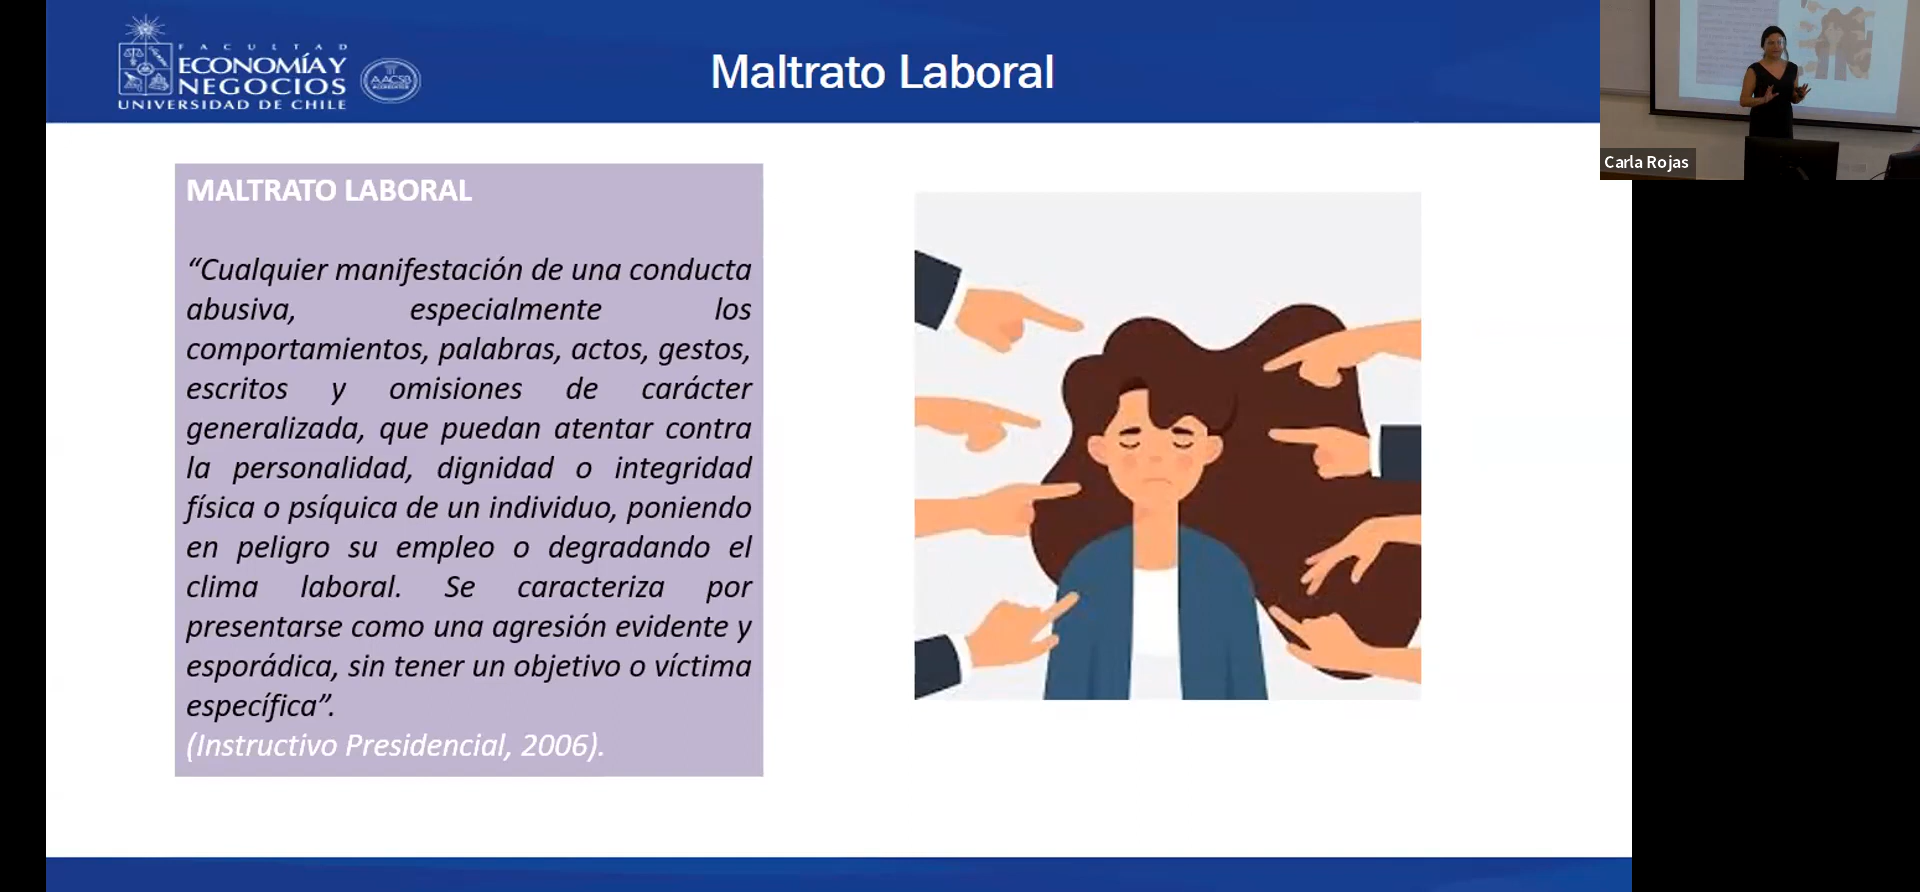 FACULTAD
ECONOMÍA Y
NEGOCIOS
UNIVERSIDAD DE CHILE
AACSB
ACCREDITED
Maltrato Laboral
Carla Rojas
MALTRATO LABORAL
“Cualquier manifestación de una conducta
abusiva, especialmente los
comportamientos, palabras, actos, gestos,
escritos y omisiones de carácter
generalizada, que puedan atentar contra
la personalidad, dignidad o integridad
física o psíquica de un individuo, poniendo
en peligro su empleo o degradando el
clima laboral. Se caracteriza por
presentarse como una agresión evidente y
esporádica, sin tener un objetivo o víctima
específica”.
(Instructivo Presidencial, 2006).